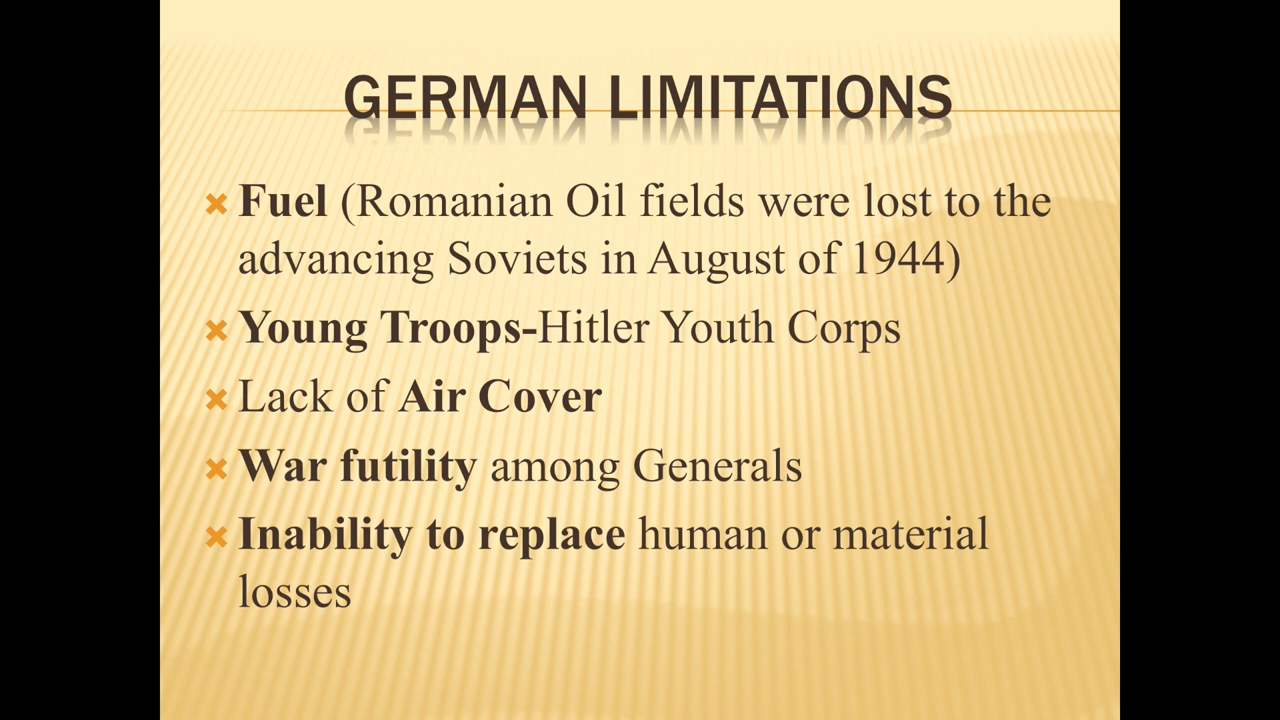 GERMAN LIMITATIONS
Fuel (Romanian Oil fields were lost to the
advancing Soviets in August of 1944)
Young Troops-Hitler Youth Corps
Lack of Air Cover
War futility among Generals
Inability to replace human or material
losses